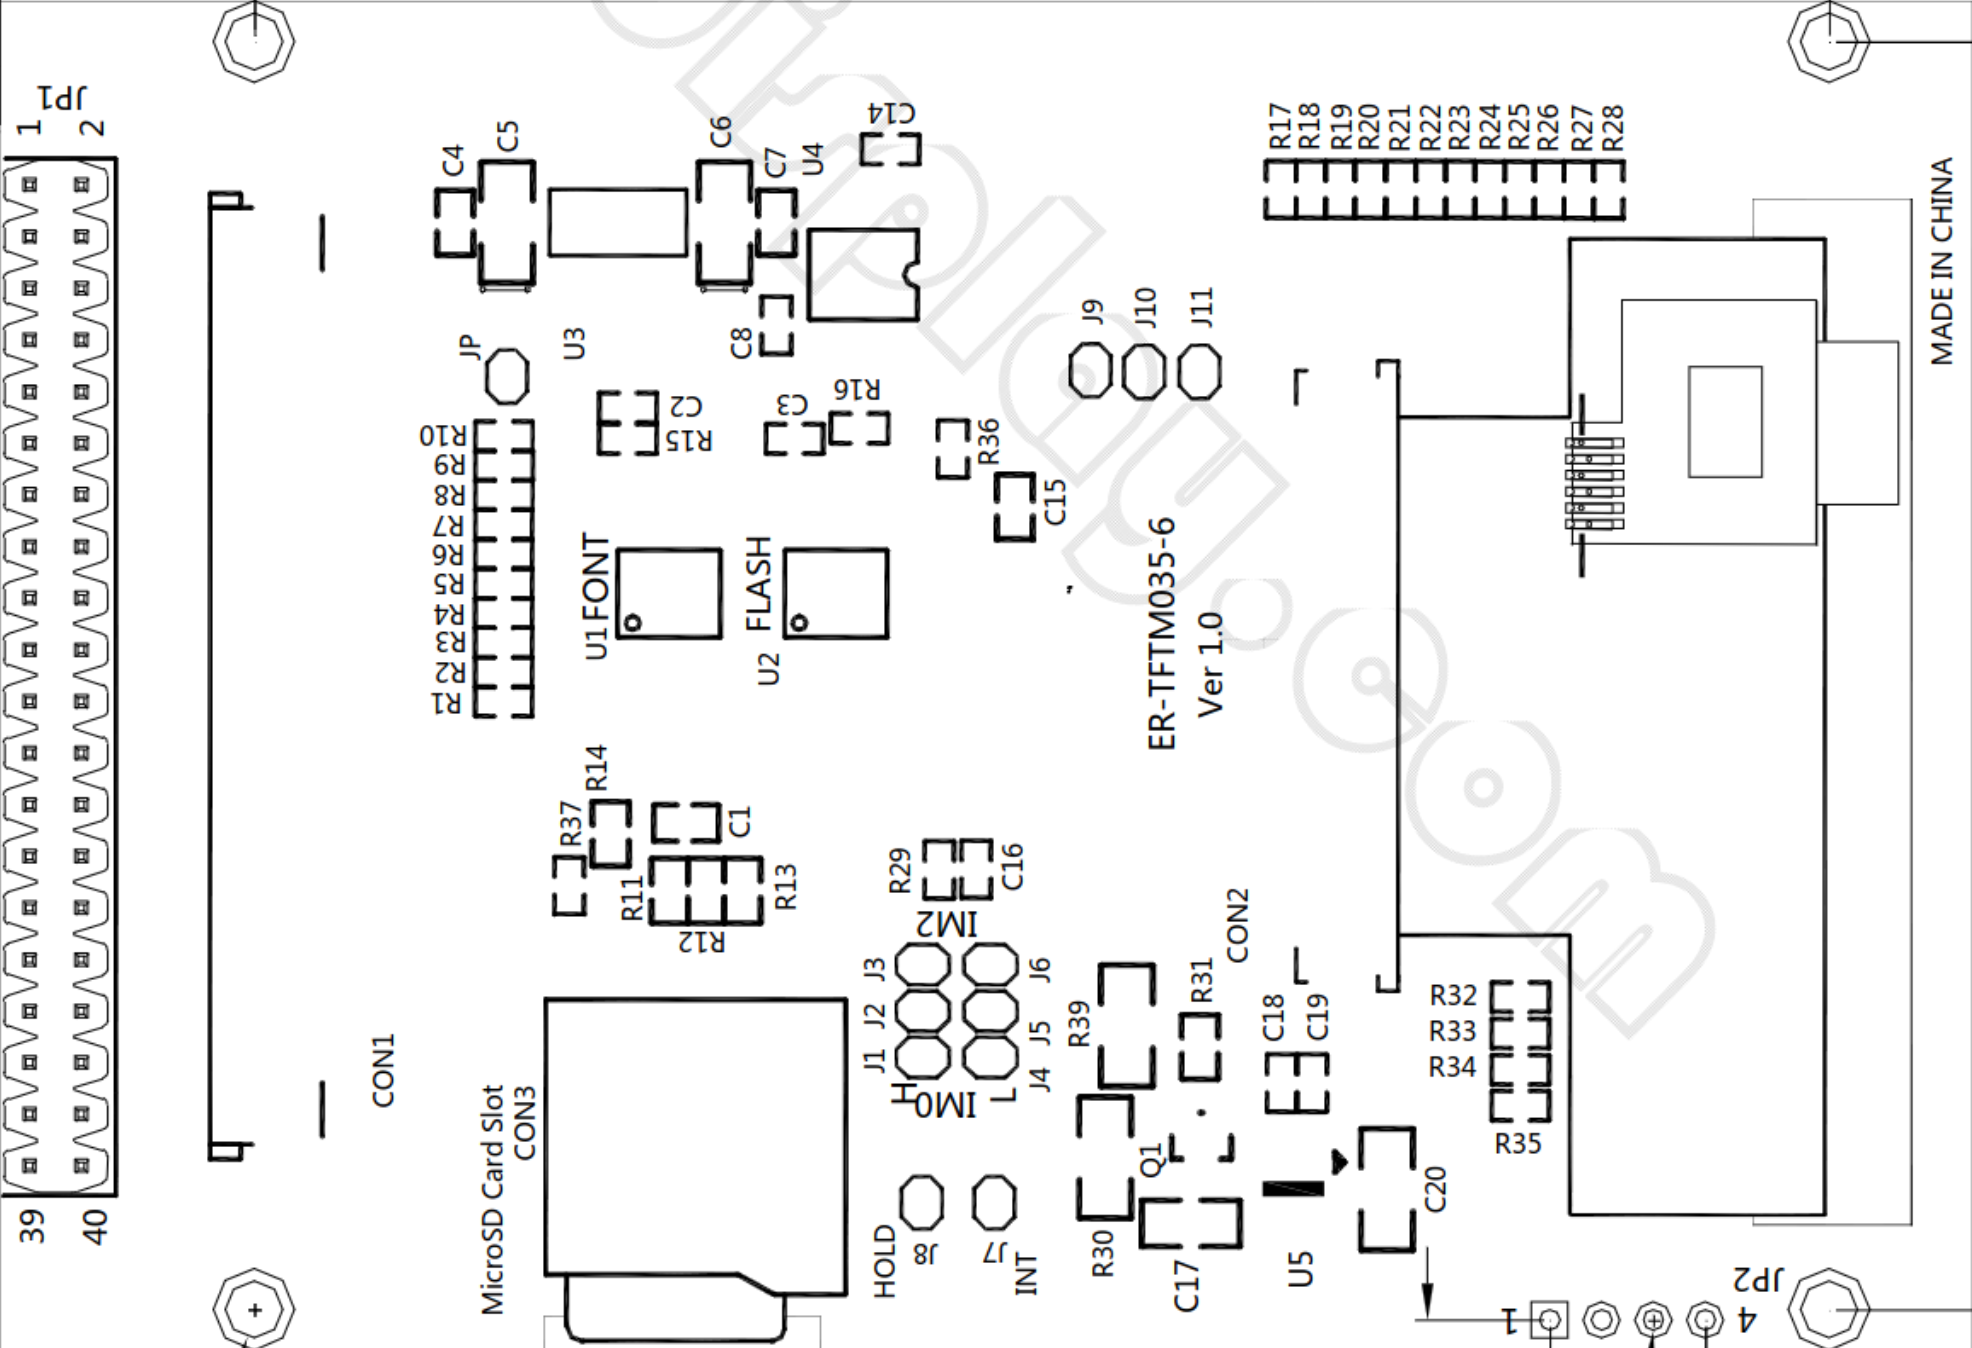 JP1
1
2
39
40
C4
C5
C6
C7
U4
C14
R17
R18
R19
R20
R21
R22
R23
R24
R25
R26
R27
R28
MADE IN CHINA
JP
U3
C8
J9
J10
J11
C2
R15
C3
R16
R36
C15
R10
R9
R8
R7
R6
R5
R4
R3
R2
R1
U1
FONT
FLASH
U2
ER-TFTM035-6
Ver 1.0
R37
R14
C1
R11
R12
R13
R29
C16
IM2
J3
J2
J1
J6
J5
J4
H
IM0
L
CON2
R39
R31
C18
C19
R32
R33
R34
R35
CON1
MicroSD Card Slot
CON3
HOLD
J8
J7
INT
R30
Q1
C17
U5
C20
JP2
1
4
isplay.com